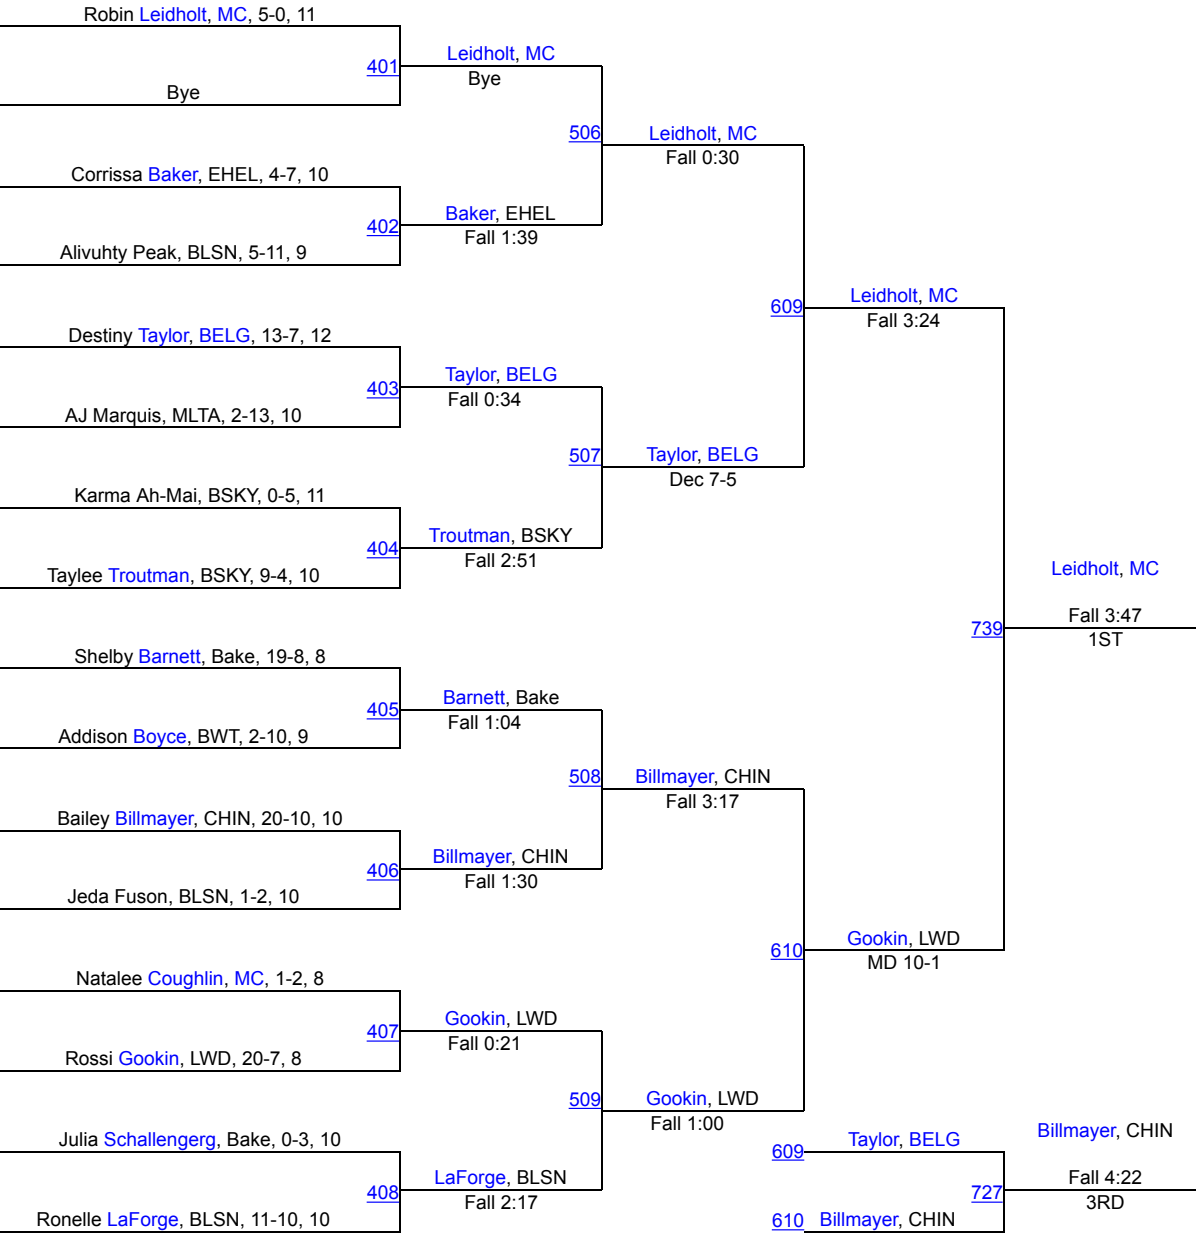 Robin Leidholt, MC, 5-0, 11
401
Bye
Leidholt, MC
Bye
506
Corrissa Baker, EHEL, 4-7, 10
402
Alivuhty Peak, BLSN, 5-11, 9
Baker, EHEL
Fall 1:39
Leidholt, MC
Fall 0:30
609
Destiny Taylor, BELG, 13-7, 12
403
AJ Marquis, MLTA, 2-13, 10
Taylor, BELG
Fall 0:34
507
Karma Ah-Mai, BSKY, 0-5, 11
404
Taylee Troutman, BSKY, 9-4, 10
Troutman, BSKY
Fall 2:51
Taylor, BELG
Dec 7-5
Leidholt, MC
Fall 3:24
739
Leidholt, MC
Fall 3:47
1ST
Shelby Barnett, Bake, 19-8, 8
405
Addison Boyce, BWT, 2-10, 9
Barnett, Bake
Fall 1:04
508
Bailey Billmayer, CHIN, 20-10, 10
406
Jeda Fuson, BLSN, 1-2, 10
Billmayer, CHIN
Fall 1:30
Billmayer, CHIN
Fall 3:17
610
Gookin, LWD
MD 10-1
Natalee Coughlin, MC, 1-2, 8
407
Rossi Gookin, LWD, 20-7, 8
Gookin, LWD
Fall 0:21
509
Julia Schallengerg, Bake, 0-3, 10
408
Ronelle LaForge, BLSN, 11-10, 10
LaForge, BLSN
Fall 2:17
Gookin, LWD
Fall 1:00
609
Taylor, BELG
727
610
Billmayer, CHIN
Billmayer, CHIN
Fall 4:22
3RD